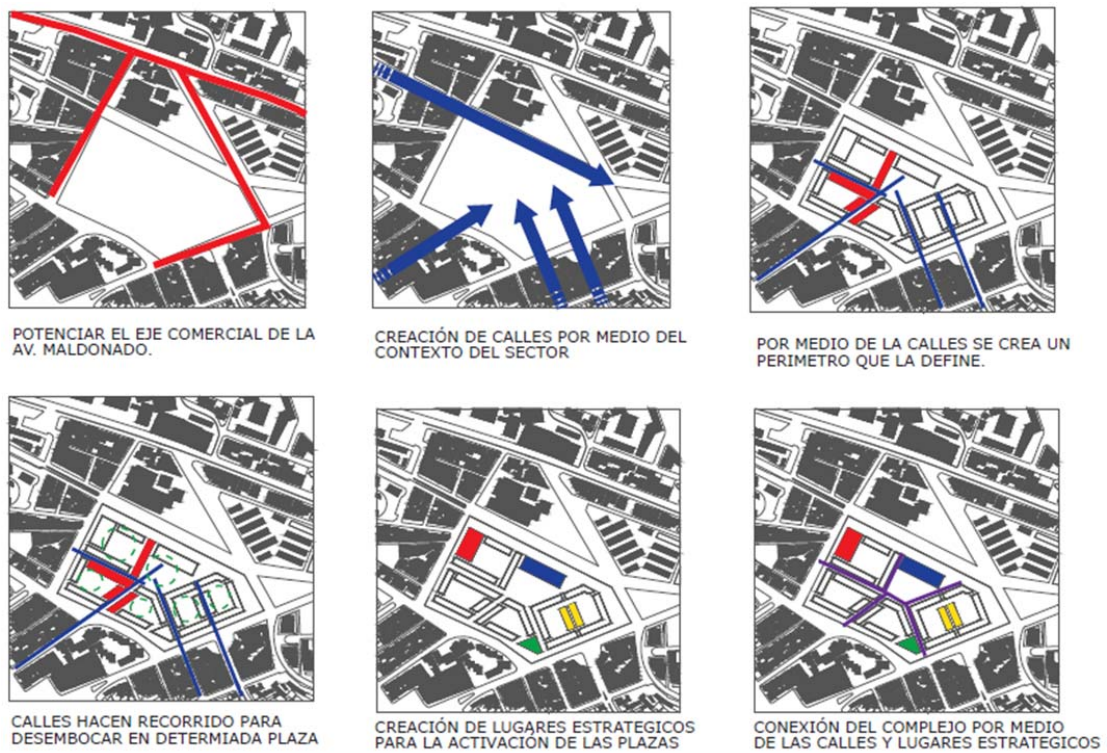 POTENCIAR EL EJE COMERCIAL DE LA
AV. MALDONADO.
CREACIÓN DE CALLES POR MEDIO DEL
CONTEXTO DEL SECTOR
POR MEDIO DE LA CALLES SE CREA UN
PERIMETRO QUE LA DEFINE.
CALLES HACEN RECORRIDO PARA
DESEMBOCAR EN DETERMIADA PLAZA
CREACIÓN DE LUGARES ESTRATEGICOS
PARA LA ACTIVACIÓN DE LAS PLAZAS
CONEXIÓN DEL COMPLEJO POR MEDIO
DE LAS CALLES Y LUGARES ESTRATEGICOS